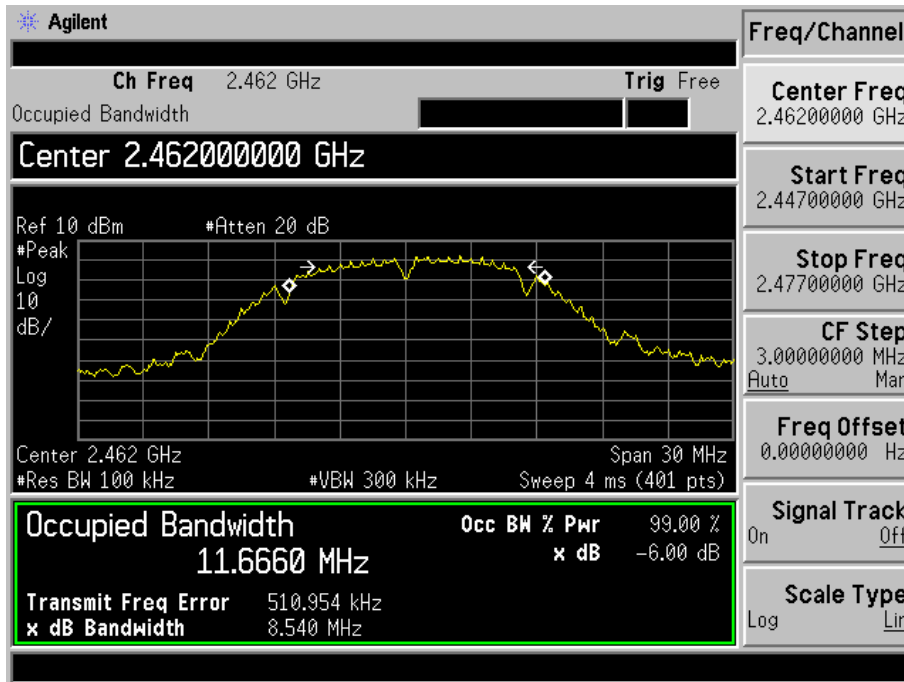 Agilent
Ch Freq 2.462 GHz Trig Free
Occupied Bandwidth
Center 2.462000000 GHz
Ref 10 dBm #Atten 20 dB
#Peak
Log
10
dB/
Center 2.462 GHz Span 30 MHz
#Res BW 100 kHz #VBW 300 kHz Sweep 4 ms (401 pts)
Occupied Bandwidth Occ BW % Pwr 99.00 %
11.6660 MHz x dB -6.00 dB
Transmit Freq Error 510.954 kHz
x dB Bandwidth 8.540 MHz
Freq/Channel
Center Freq
2.46200000 GHz
Start Freq
2.44700000 GHz
Stop Freq
2.47700000 GHz
CF Step
3.00000000 MHz
Auto Man
Freq Offset
0.00000000 Hz
Signal Track
On Off
Scale Type
Log Lin